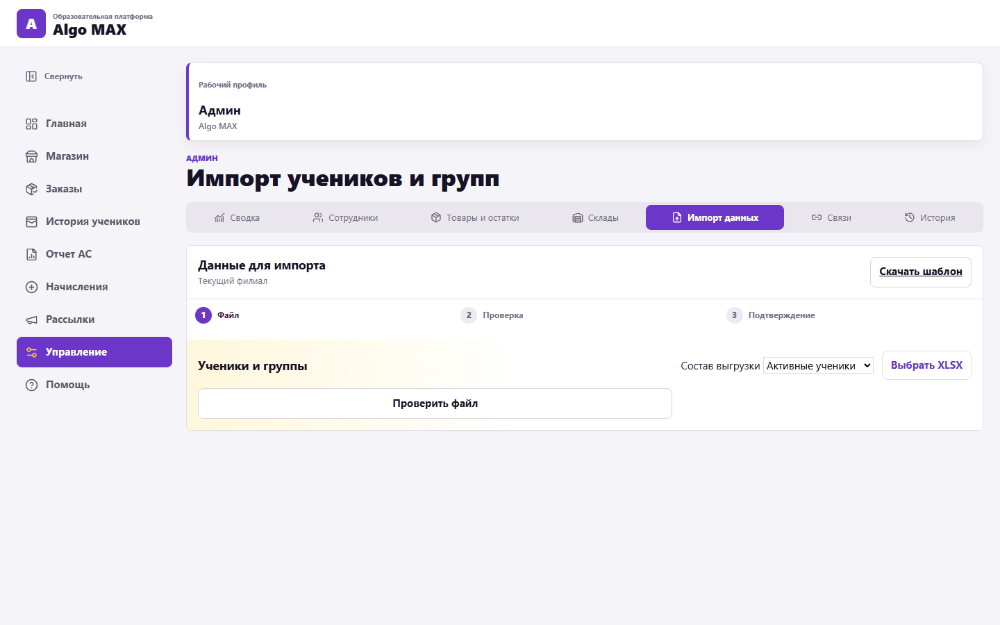 A
Образовательная платформа
Algo MAX
Свернуть
Главная
Магазин
Заказы
История учеников
Отчет АС
Начисления
Рассылки
Управление
Помощь
Рабочий профиль
Админ
Algo MAX
АДМИН
Импорт учеников и групп
Сводка
Сотрудники
Товары и остатки
Склады
Импорт данных
Связи
История
Данные для импорта
Текущий филиал
Скачать шаблон
1 Файл
2 Проверка
3 Подтверждение
Ученики и группы
Состав выгрузки Активные ученики
Выбрать XLSX
Проверить файл